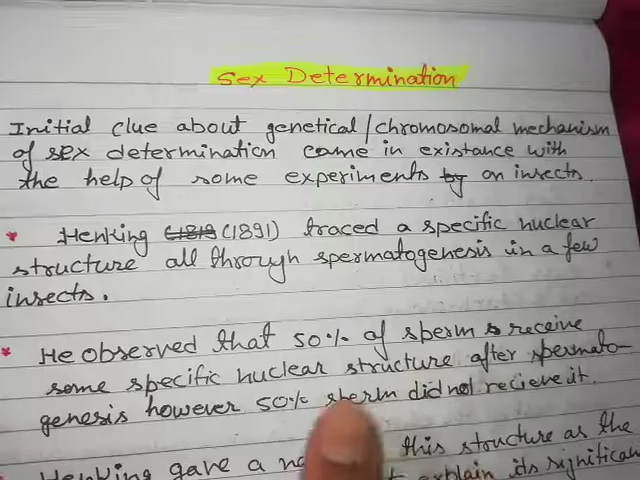 Sex Determination
Initial clue about genetical/chromosomal mechanism
of sex determination came in existance with
the help of some experiments by on insects.
* Henking (1819) (1891) traced a specific nuclear
structure all through spermatogenesis in a few
insects.
* He observed that 50% of sperm s receive
some specific nuclear structure after spermato-
genesis however 50% sperm did not recieve it.
Henking gave a this structure as the
explain its significan